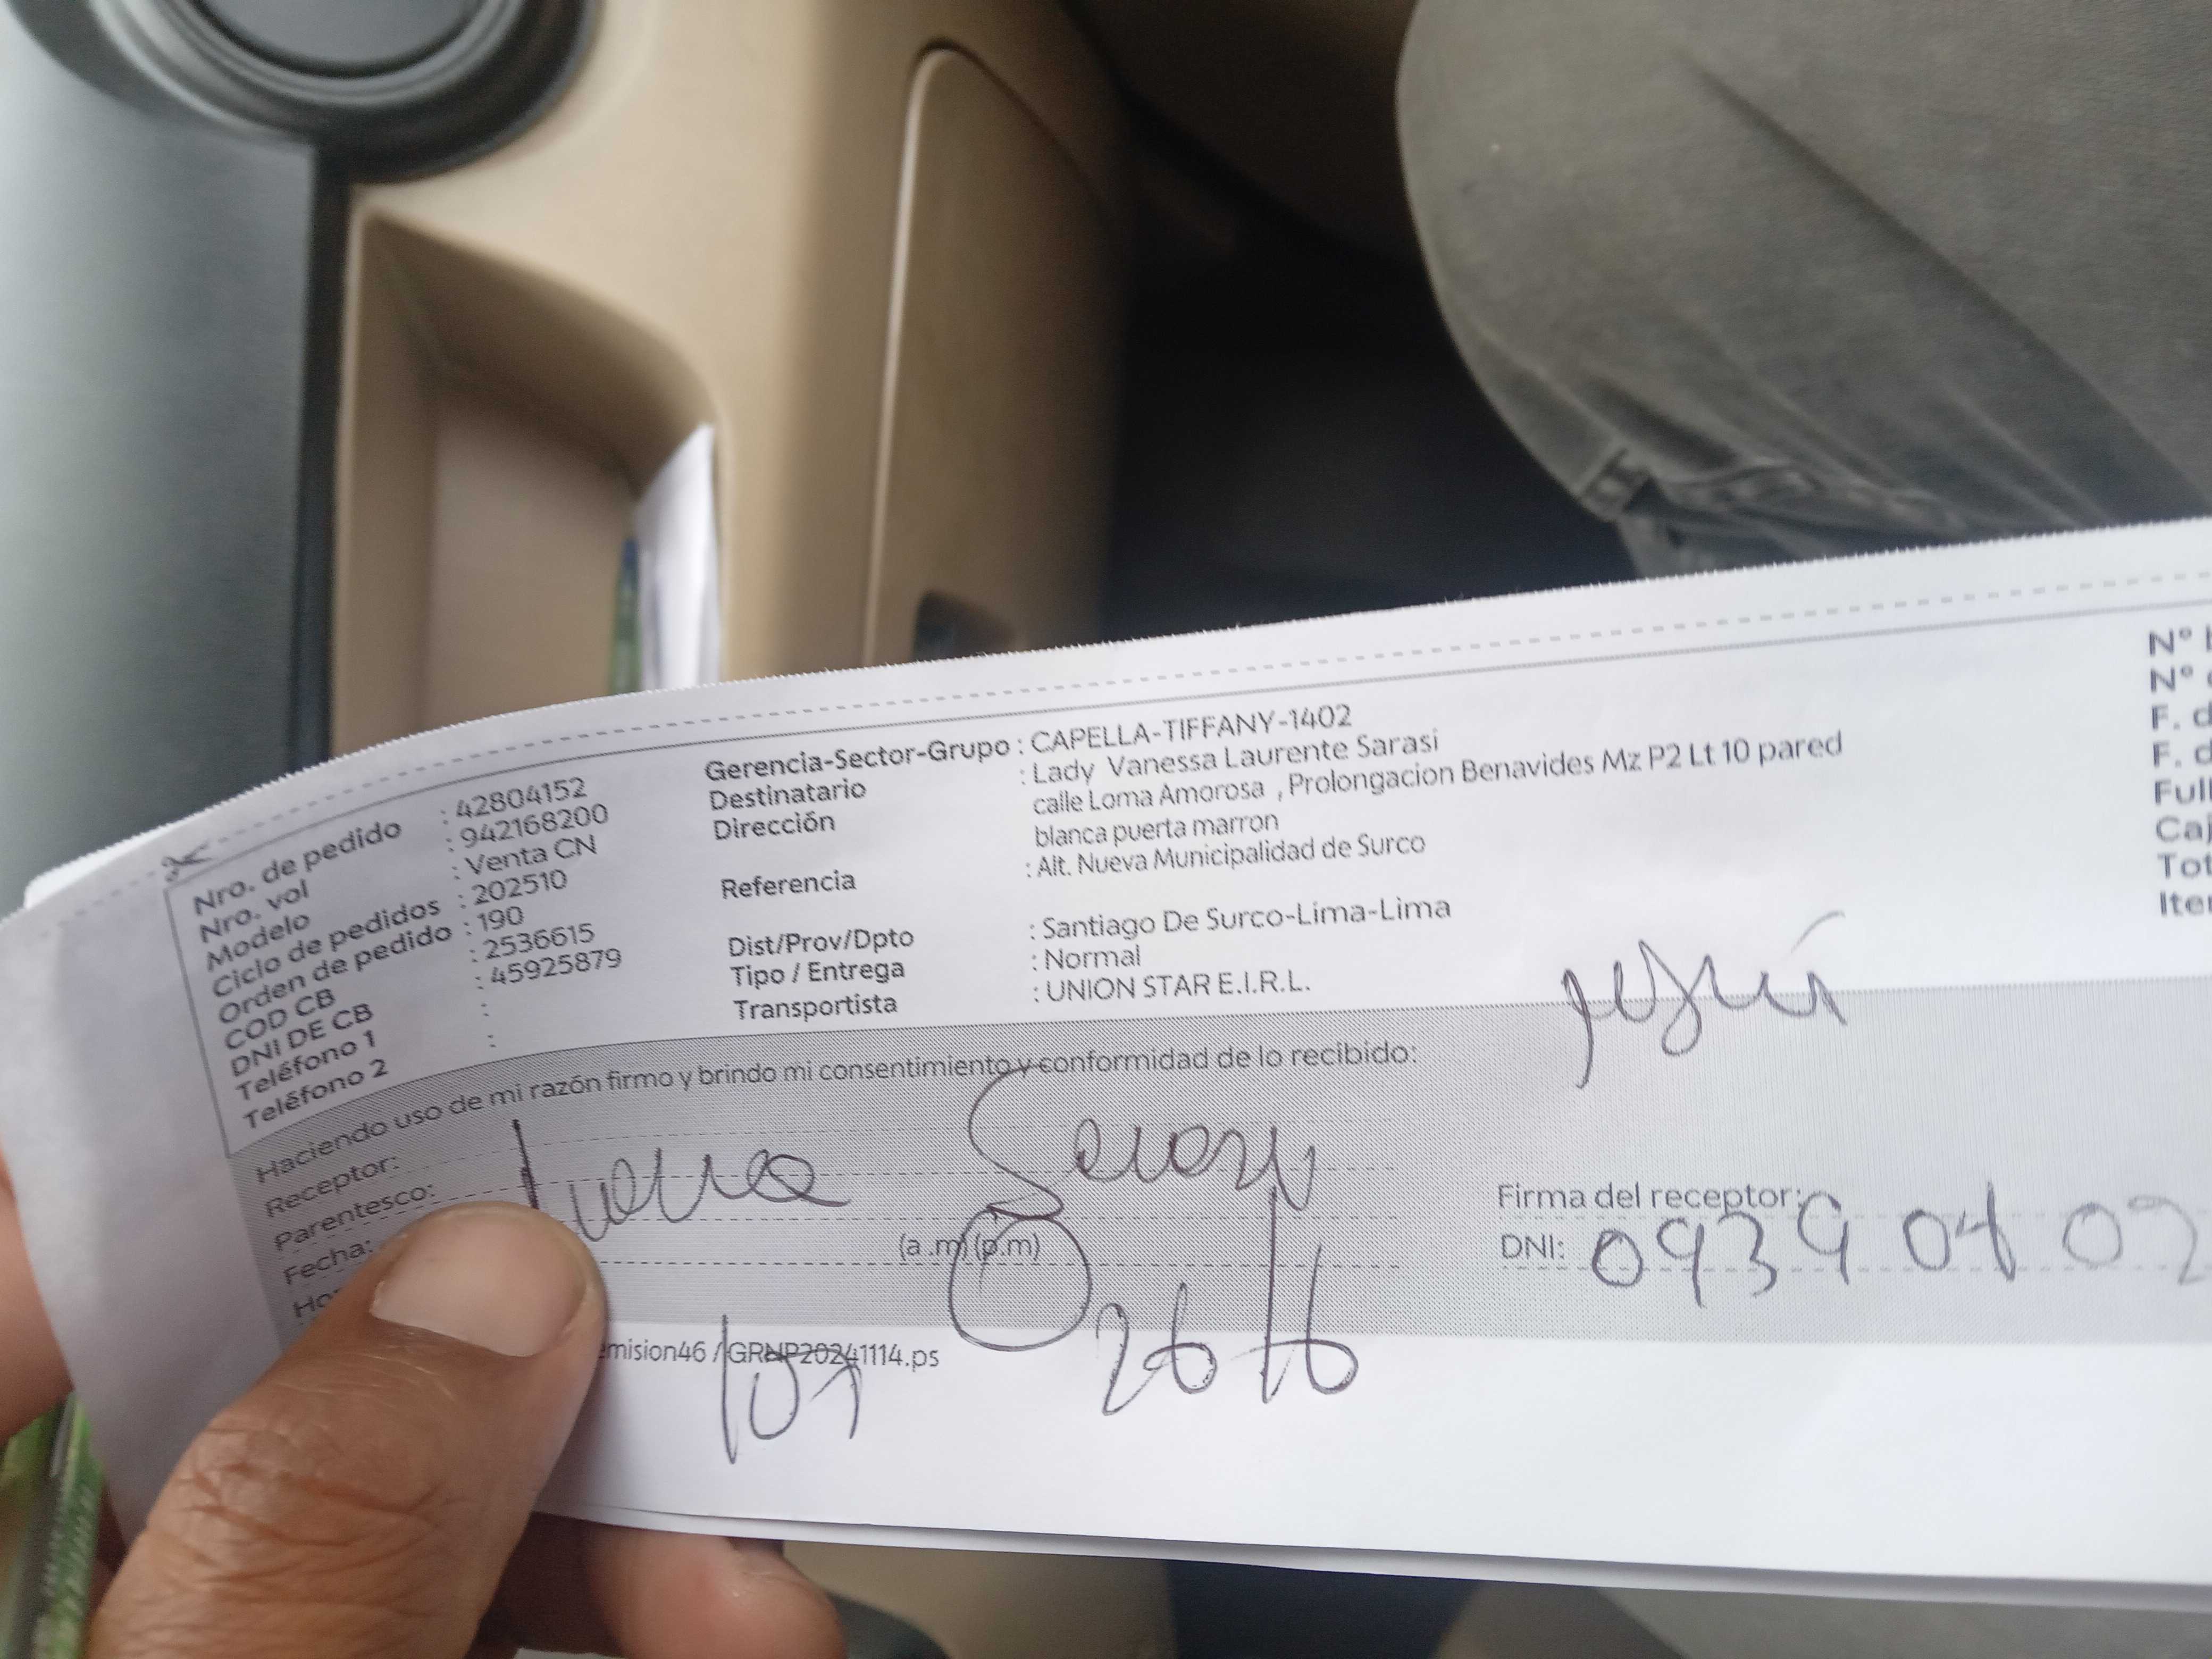 Nro. de pedido : 42804152
Nro. vol : 942168200
Modelo : Venta CN
Ciclo de pedidos : 202510
Orden de pedido : 190
COD CB : 2536615
DNI DE CB : 45925879
Teléfono 1 :
Teléfono 2 :
Gerencia-Sector-Grupo : CAPELLA-TIFFANY-1402
Destinatario : Lady Vanessa Laurente Sarasi
Dirección calle Loma Amorosa , Prolongacion Benavides Mz P2 Lt 10 pared
blanca puerta marron
Referencia : Alt. Nueva Municipalidad de Surco
Dist/Prov/Dpto : Santiago De Surco-Lima-Lima
Tipo / Entrega : Normal
Transportista : UNION STAR E.I.R.L.
N°
N°
F. d
F. d
Full
Caj
Tot
Iter
Haciendo uso de mi razón firmo y brindo mi consentimiento y conformidad de lo recibido:
Receptor:
Parentesco:
Fecha:
Ho
(a .m) (p.m)
Firma del receptor:
DNI: 0939 04 02
emision46 / GRNP20241114.ps
2616